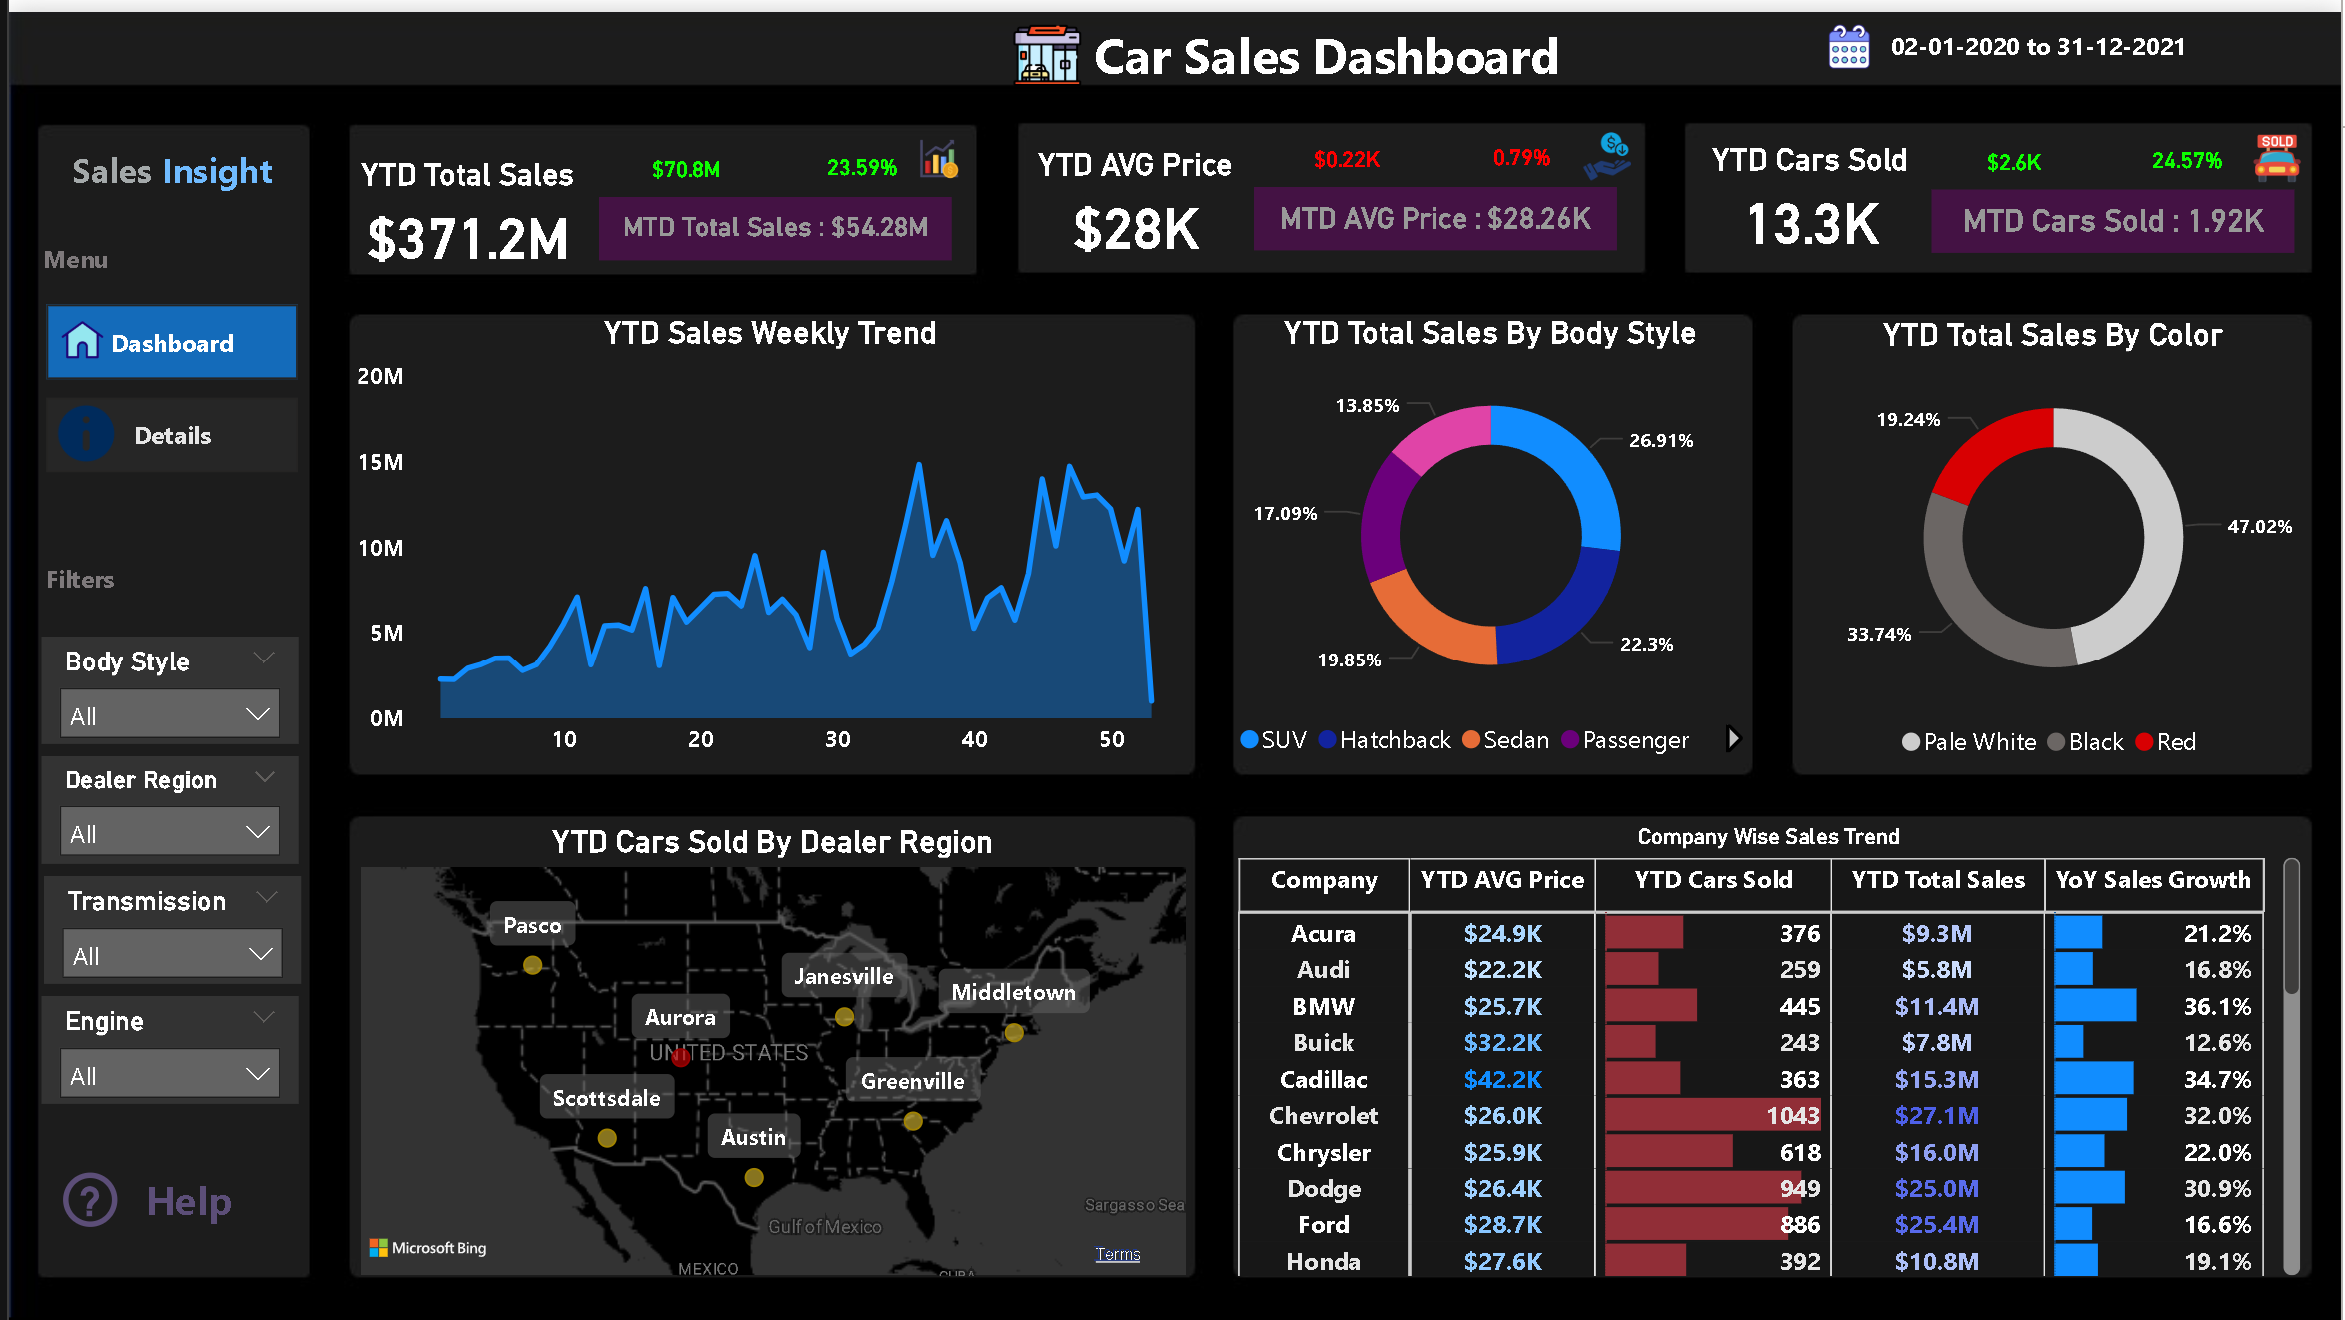 Car Sales Dashboard
02-01-2020 to 31-12-2021
Sales Insight
Menu
Dashboard
Details
Filters
Body Style
All
Dealer Region
All
Transmission
All
Engine
All
Help
YTD Total Sales
$70.8M
23.59%
$371.2M
MTD Total Sales : $54.28M
YTD AVG Price
$0.22K
0.79%
$28K
MTD AVG Price : $28.26K
YTD Cars Sold
$2.6K
24.57%
SOLD
13.3K
MTD Cars Sold : 1.92K
YTD Sales Weekly Trend
20M
15M
10M
5M
0M
10 20 30 40 50
YTD Total Sales By Body Style
13.85%
26.91%
17.09%
19.85%
22.3%
SUV Hatchback Sedan Passenger
YTD Total Sales By Color
19.24%
47.02%
33.74%
Pale White Black Red
YTD Cars Sold By Dealer Region
Pasco
Janesville
Middletown
Aurora
UNITED STATES
Greenville
Scottsdale
Austin
Sargasso Sea
Gulf of Mexico
Microsoft Bing
Terms
MEXICO
CUBA
Company Wise Sales Trend
Company YTD AVG Price YTD Cars Sold YTD Total Sales YoY Sales Growth
Acura $24.9K 376 $9.3M 21.2%
Audi $22.2K 259 $5.8M 16.8%
BMW $25.7K 445 $11.4M 36.1%
Buick $32.2K 243 $7.8M 12.6%
Cadillac $42.2K 363 $15.3M 34.7%
Chevrolet $26.0K 1043 $27.1M 32.0%
Chrysler $25.9K 618 $16.0M 22.0%
Dodge $26.4K 949 $25.0M 30.9%
Ford $28.7K 886 $25.4M 16.6%
Honda $27.6K 392 $10.8M 19.1%